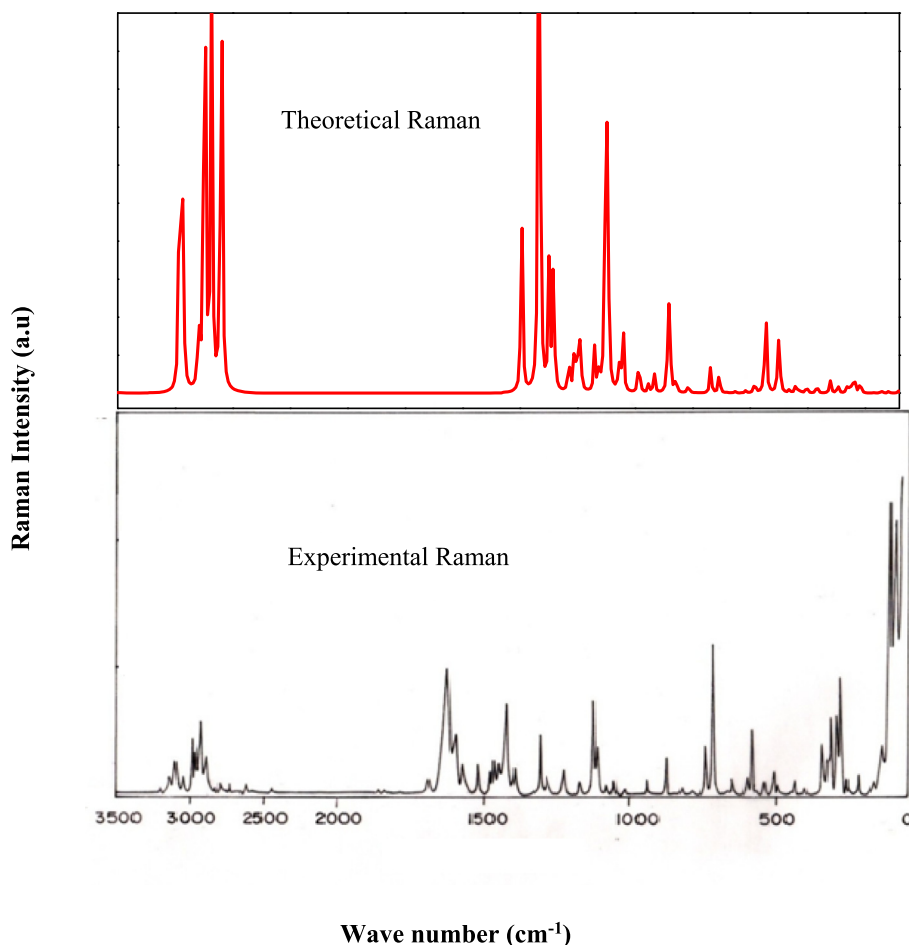 Theoretical Raman
Raman Intensity (a.u)
Experimental Raman
3500 3000 2500 2000 1500 1000 500 0
Wave number (cm⁻¹)